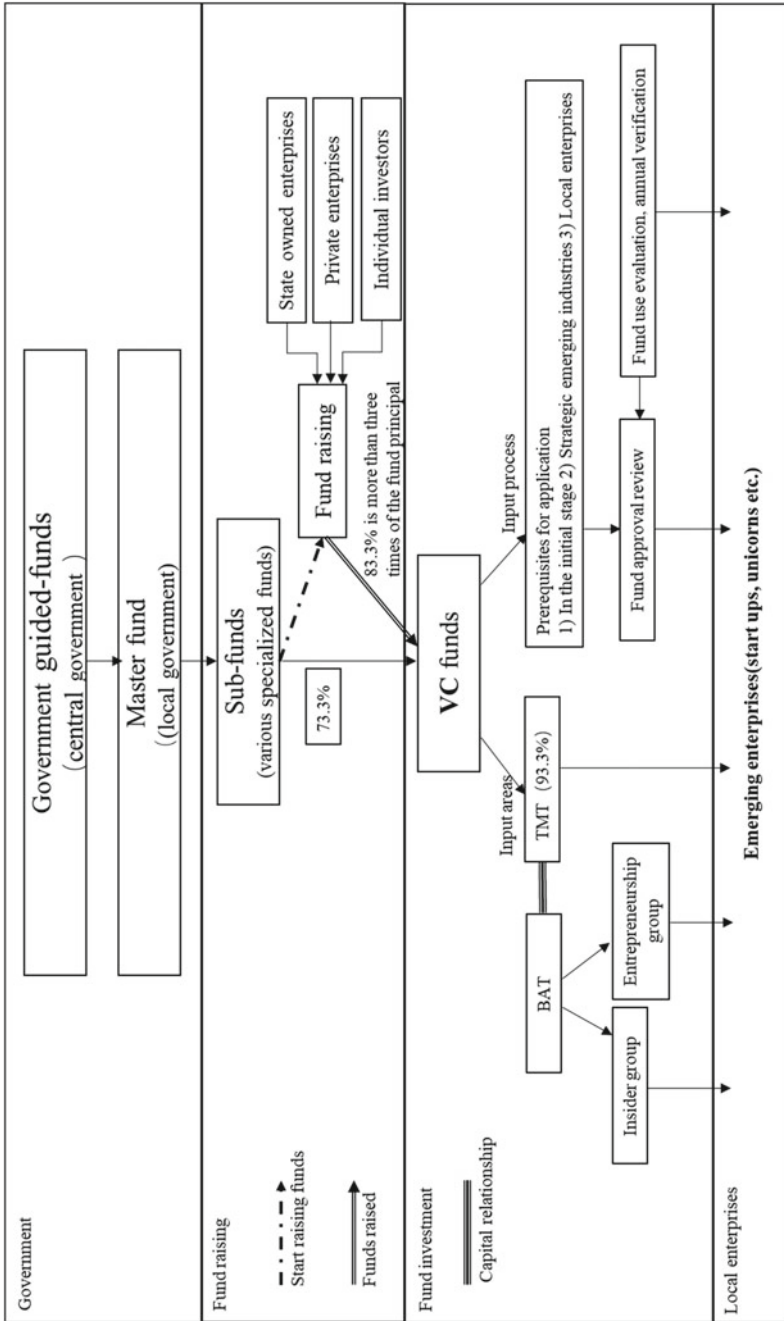 Government
Government guided-funds
（central government）
Master fund
（(local government)
Fund raising
Sub-funds
(various specialized funds)
Start raising funds
Funds raised
73.3%
Fund raising
State owned enterprises
Private enterprises
Individual investors
83.3% is more than three
times of the fund principal
Fund investment
Capital relationship
VC funds
Input areas
Input process
BAT
TMT（93.3%）
Prerequisites for application
1) In the initial stage 2) Strategic emerging industries 3) Local enterprises
Insider group
Entrepreneurship
group
Fund approval review
Fund use evaluation, annual verification
Local enterprises
Emerging enterprises(start ups, unicorns etc.)